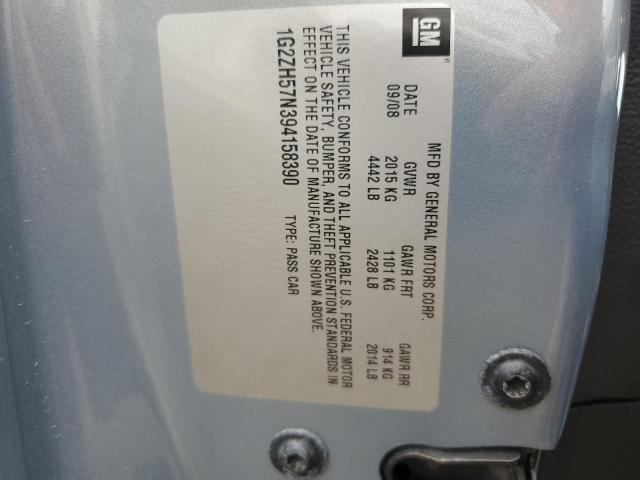 GM
®
MFD BY GENERAL MOTORS CORP.
DATE GVWR GAWR FRT GAWR RR
09/08 2015 KG 1101 KG 914 KG
4442 LB 2428 LB 2014 LB
THIS VEHICLE CONFORMS TO ALL APPLICABLE U.S. FEDERAL MOTOR
VEHICLE SAFETY, BUMPER, AND THEFT PREVENTION STANDARDS IN
EFFECT ON THE DATE OF MANUFACTURE SHOWN ABOVE.
1G2ZH57N394158390 TYPE: PASS CAR